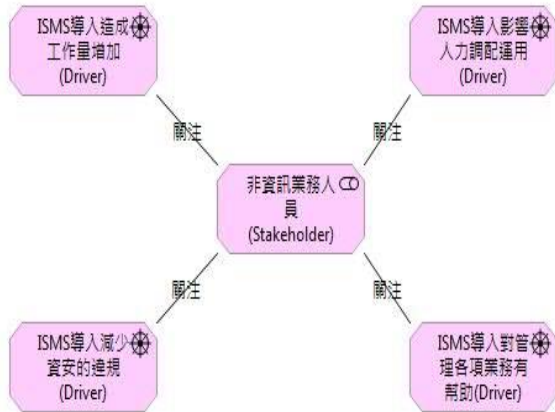 ISMS導入造成
工作量增加
(Driver)
ISMS導入影響
人力調配運用
(Driver)
關注
關注
非資訊業務人
員
(Stakeholder)
關注
關注
ISMS導入減少
資安的違規
(Driver)
ISMS導入對管
理各項業務有
幫助(Driver)